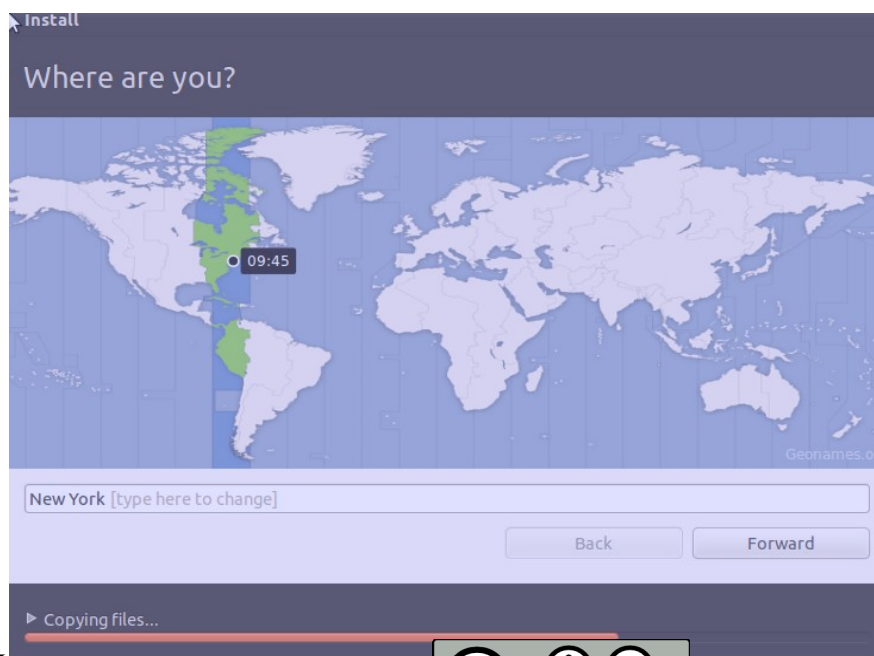 Install
Where are you?
09:45
Geonames.o
New York [type here to change]
Back
Forward
Copying files...